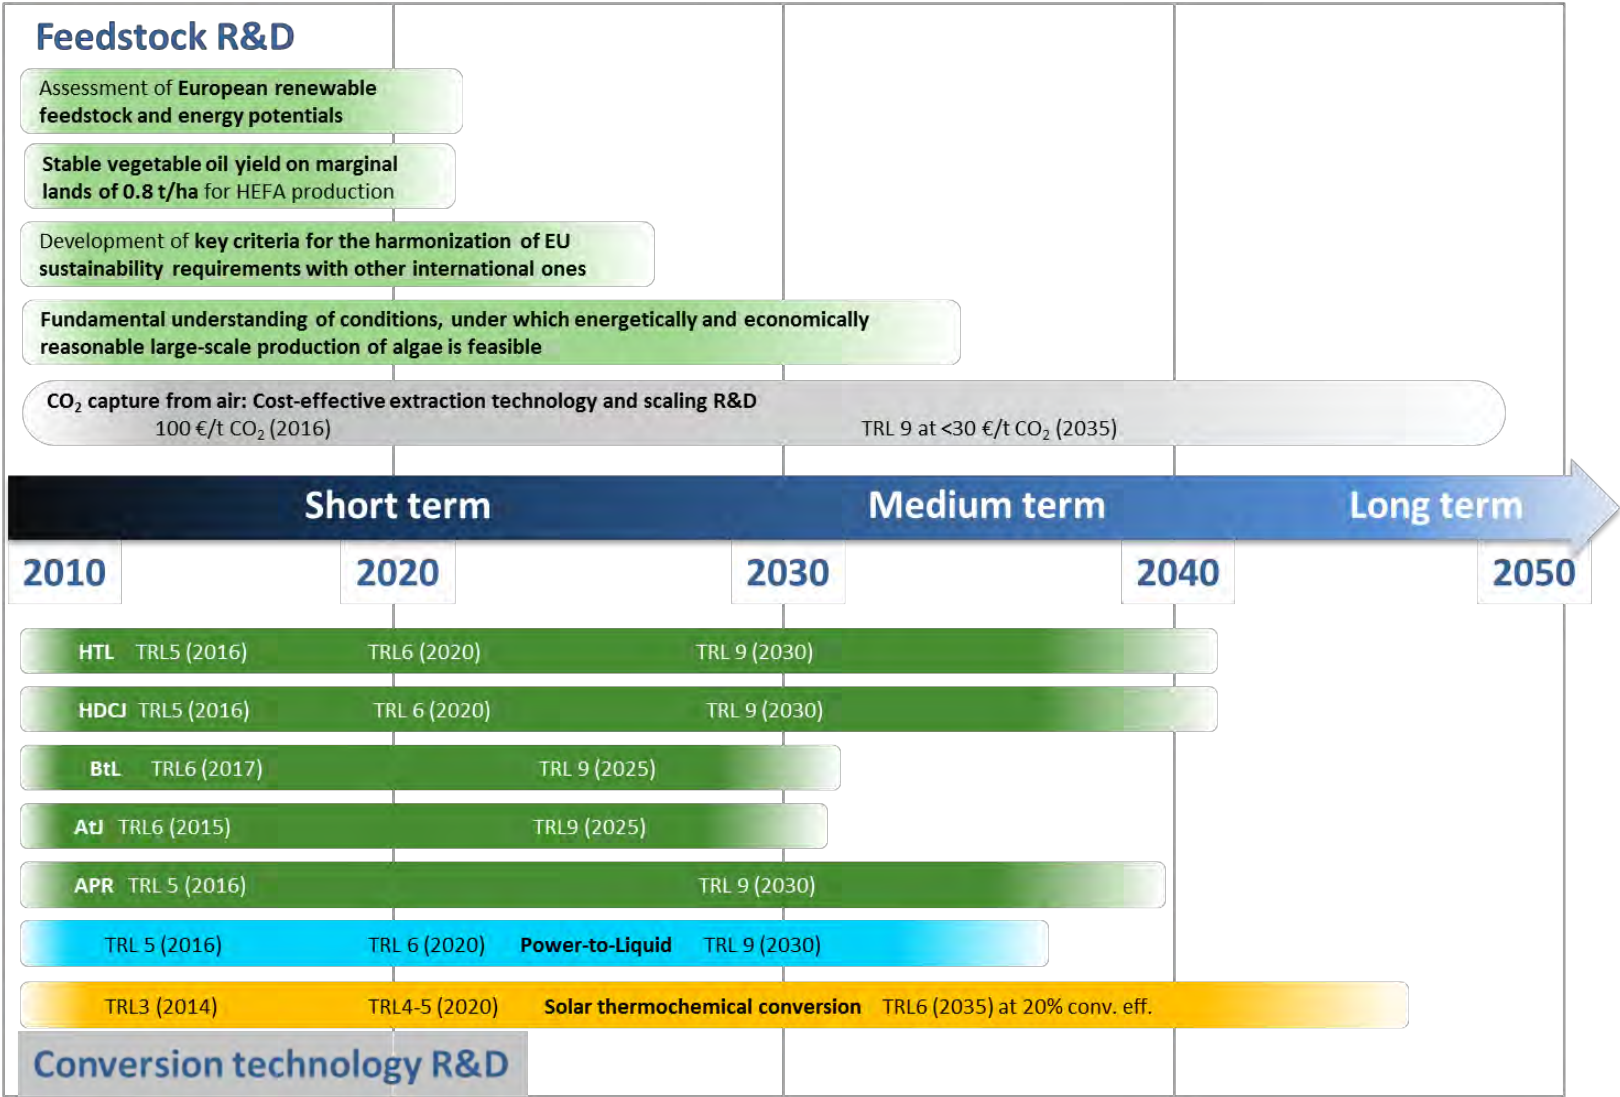 Feedstock R&D
Assessment of European renewable
feedstock and energy potentials
Stable vegetable oil yield on marginal
lands of 0.8 t/ha for HEFA production
Development of key criteria for the harmonization of EU
sustainability requirements with other international ones
Fundamental understanding of conditions, under which energetically and economically
reasonable large-scale production of algae is feasible
CO₂ capture from air: Cost-effective extraction technology and scaling R&D
100 €/t CO₂ (2016) TRL 9 at <30 €/t CO₂ (2035)
Short term Medium term Long term
2010 2020 2030 2040 2050
HTL TRL5 (2016) TRL6 (2020) TRL 9 (2030)
HDCJ TRL5 (2016) TRL 6 (2020) TRL 9 (2030)
BtL TRL6 (2017) TRL 9 (2025)
AtJ TRL6 (2015) TRL9 (2025)
APR TRL 5 (2016) TRL 9 (2030)
TRL 5 (2016) TRL 6 (2020) Power-to-Liquid TRL 9 (2030)
TRL3 (2014) TRL4-5 (2020) Solar thermochemical conversion TRL6 (2035) at 20% conv. eff.
Conversion technology R&D